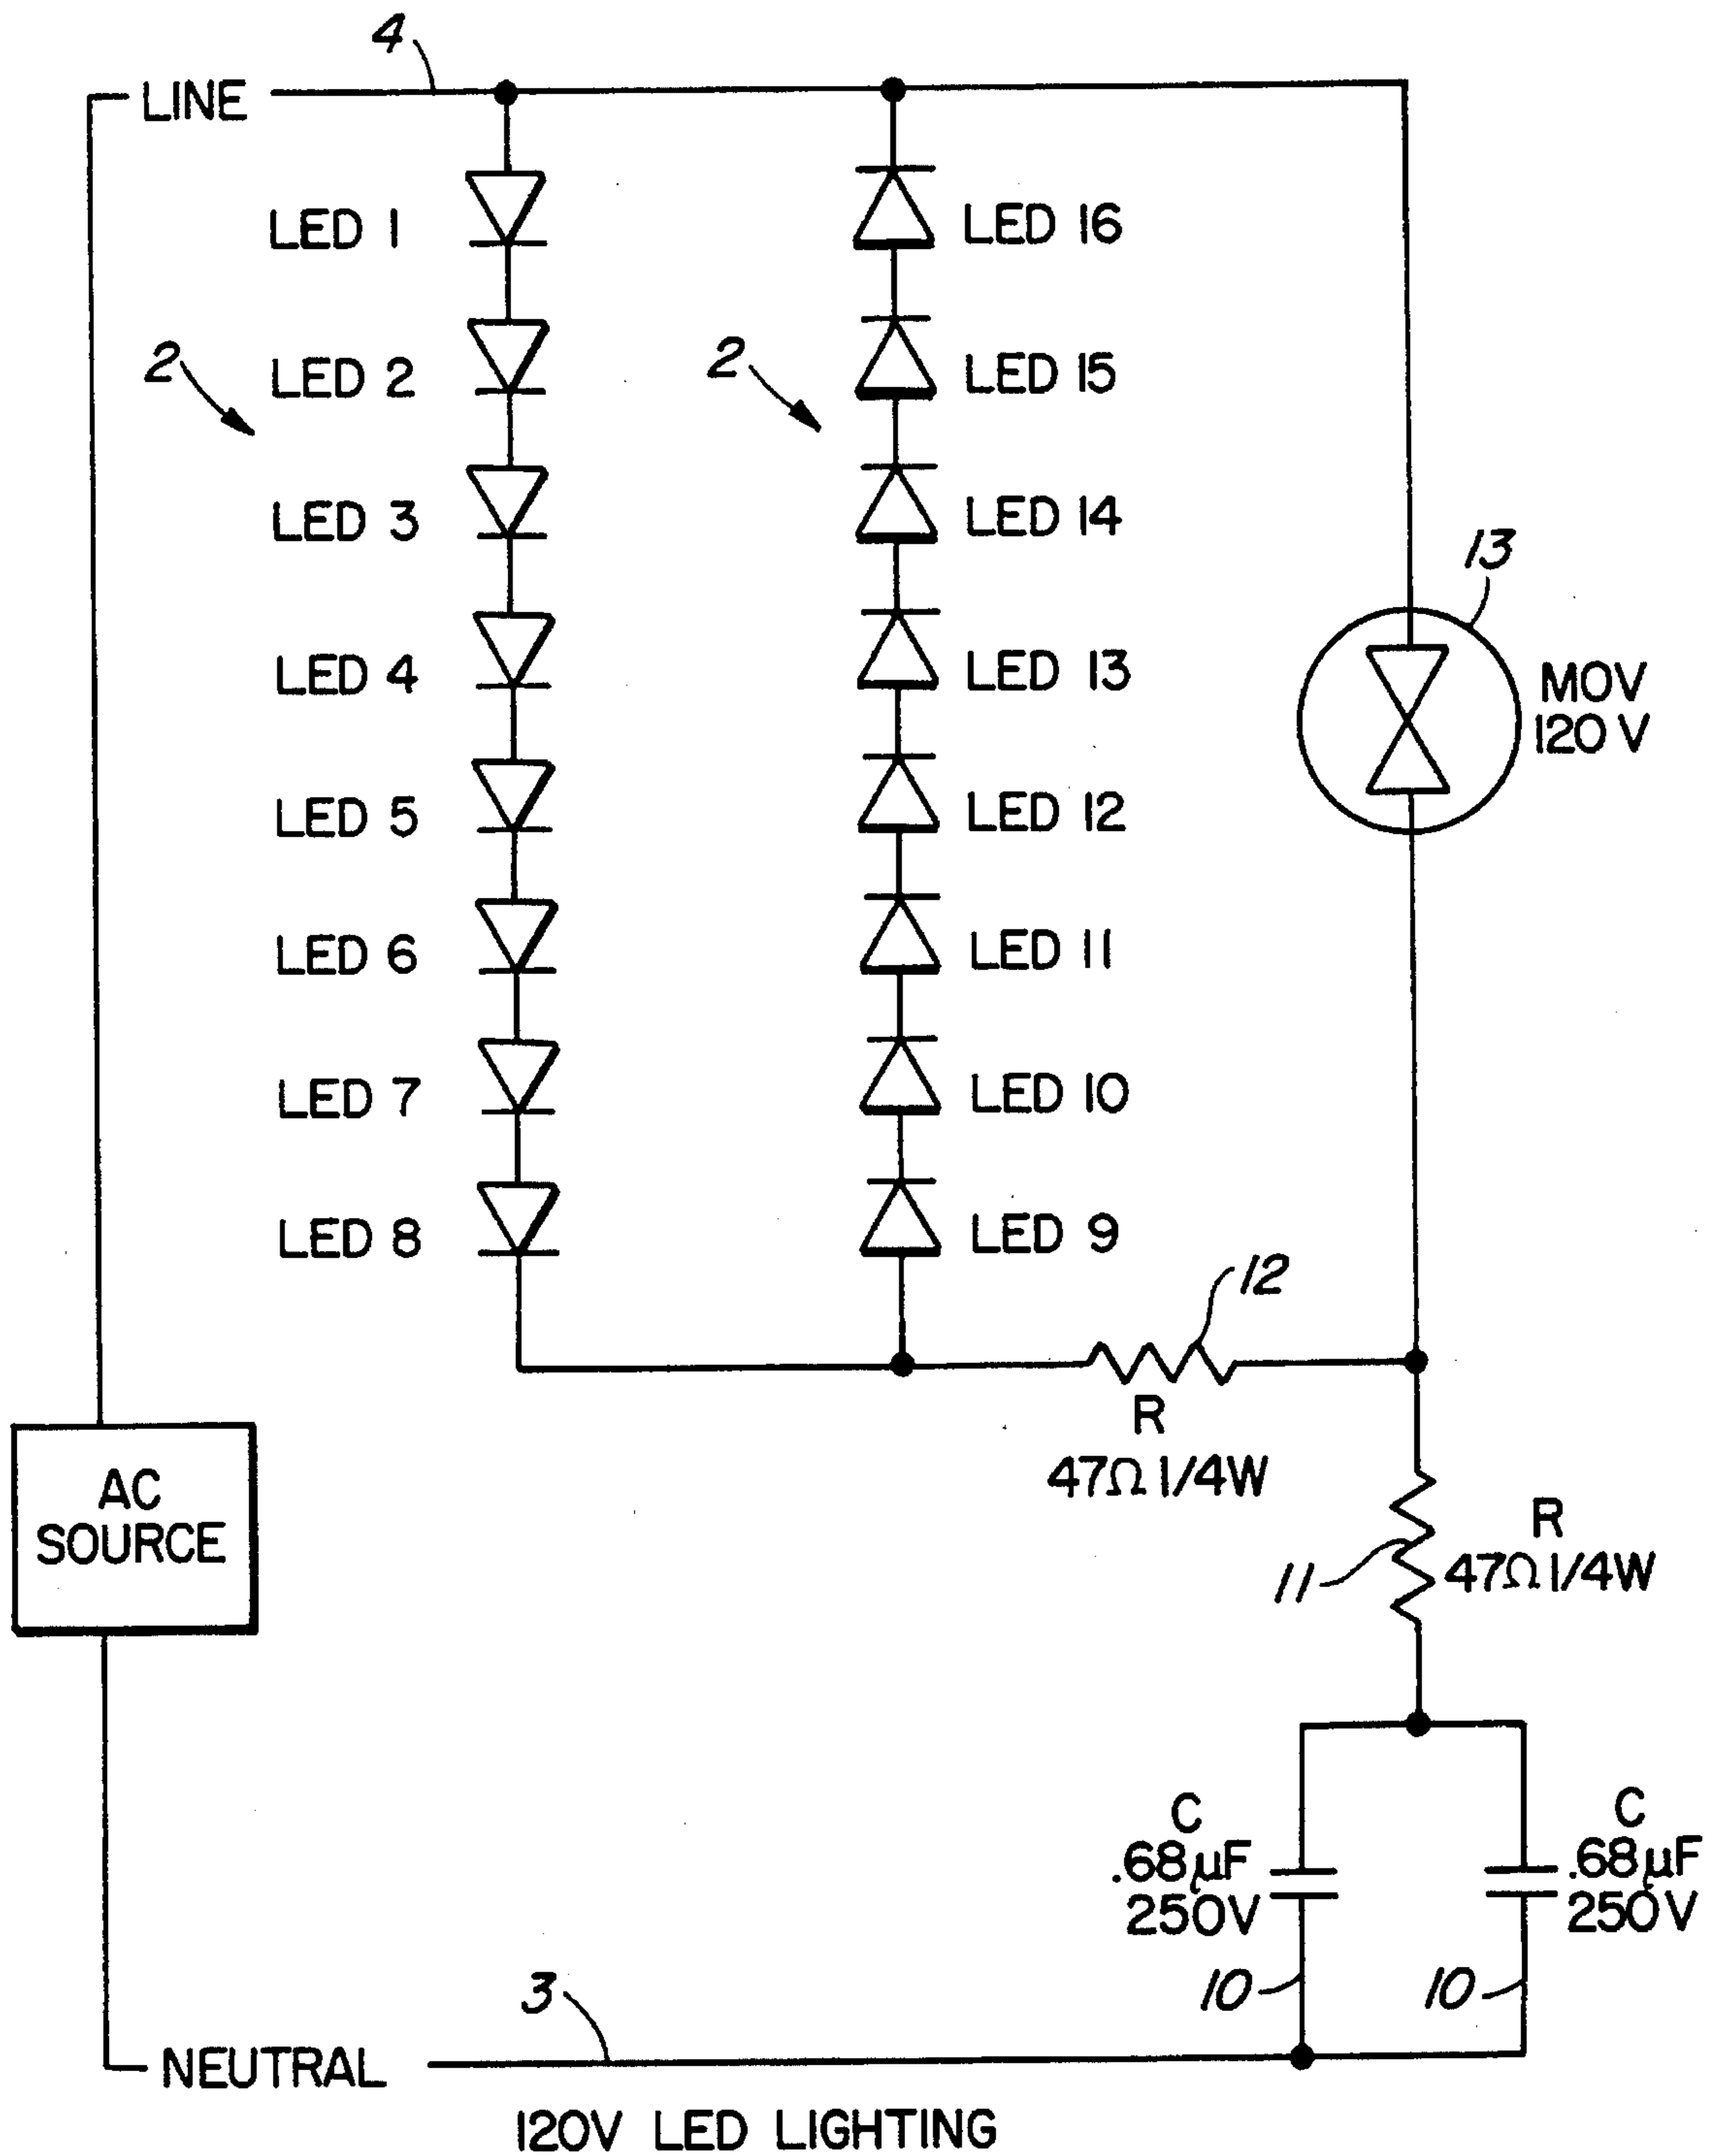 4
LINE
LED 1
LED 16
2
LED 2
2
LED 15
LED 3
LED 14
13
LED 4
LED 13
MOV
120V
LED 5
LED 12
LED 6
LED 11
LED 7
LED 10
LED 8
LED 9
12
R
47Ω 1/4W
AC
SOURCE
R
47Ω 1/4W
11
C
.68µF
250V
C
.68µF
250V
10
10
3
NEUTRAL
120V LED LIGHTING